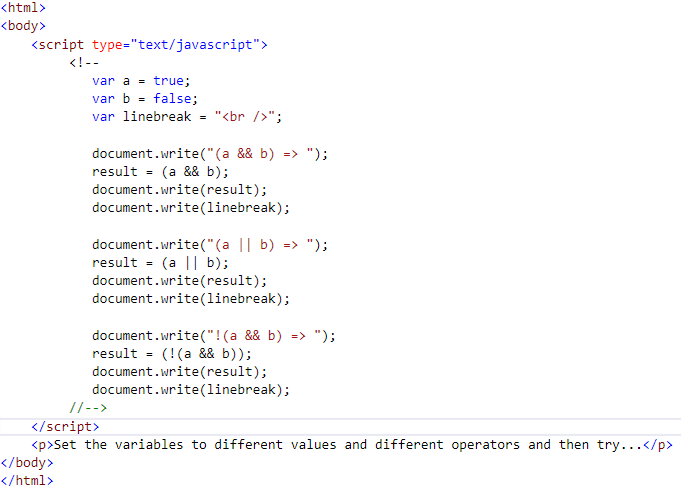 <html>
<body>
<script type="text/javascript">
<!--
var a = true;
var b = false;
var linebreak = "<br />";
document.write("(a && b) => ");
result = (a && b);
document.write(result);
document.write(linebreak);
document.write("(a || b) => ");
result = (a || b);
document.write(result);
document.write(linebreak);
document.write("!(a && b) => ");
result = (!(a && b));
document.write(result);
document.write(linebreak);
//-->
</script>
<p>Set the variables to different values and different operators and then try...</p>
</body>
</html>